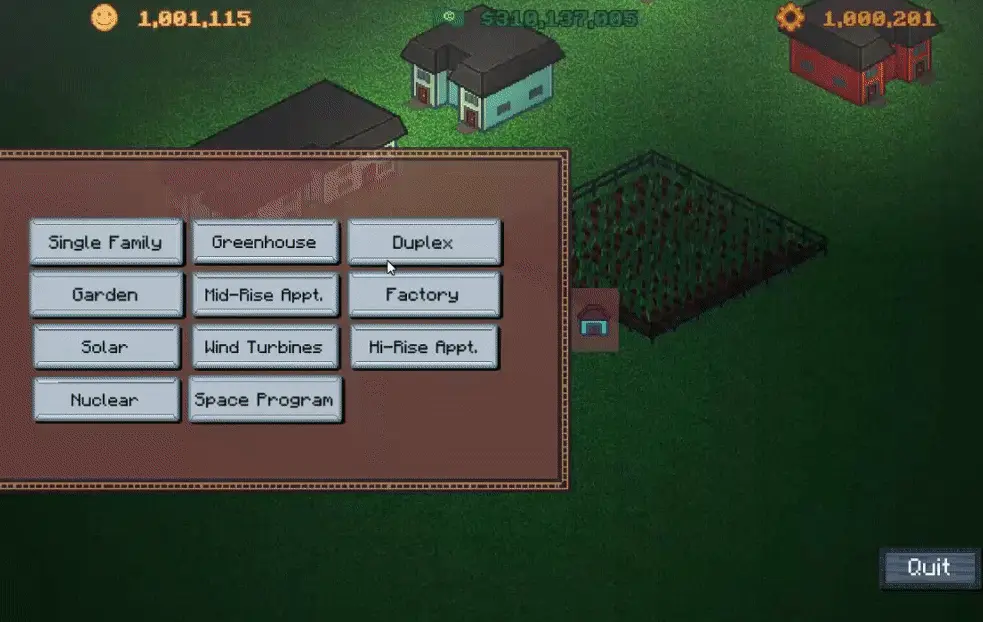 1,001,115
$310,137,005
1,000,201
Single Family
Greenhouse
Duplex
Garden
Mid-Rise Appt.
Factory
Solar
Wind Turbines
Hi-Rise Appt.
Nuclear
Space Program
Quit